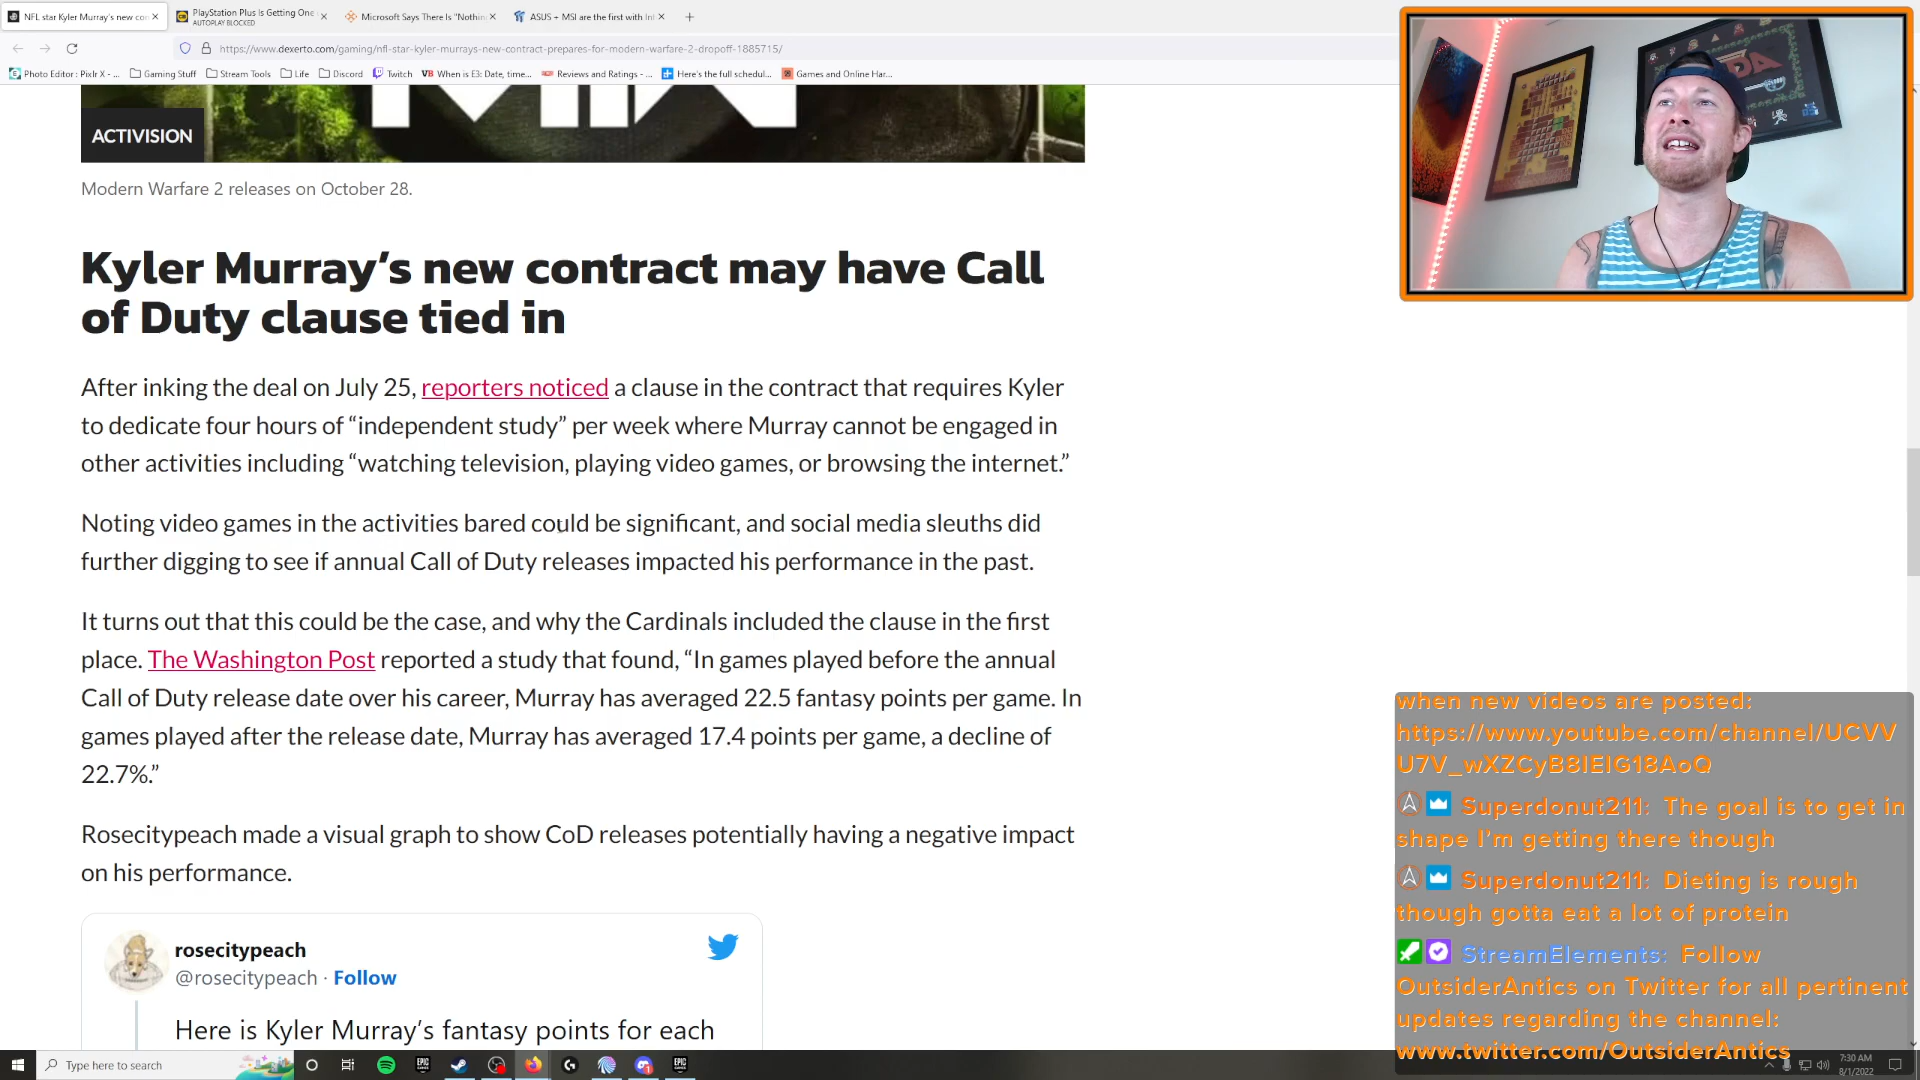 NFL star Kyler Murray's new con
PlayStation Plus Is Getting One
AUTOPLAY BLOCKED
Microsoft Says There Is "Nothin
ASUS + MSI are the first with Int
https://www.dexerto.com/gaming/nfl-star-kyler-murrays-new-contract-prepares-for-modern-warfare-2-dropoff-1885715/
Photo Editor : Pixlr X - ...
Gaming Stuff
Stream Tools
Life
Discord
Twitch
VB When is E3: Date, time...
Reviews and Ratings - ...
Here's the full schedul...
Games and Online Har...
ACTIVISION
Modern Warfare 2 releases on October 28.
Kyler Murray’s new contract may have Call
of Duty clause tied in
After inking the deal on July 25, reporters noticed a clause in the contract that requires Kyler
to dedicate four hours of “independent study” per week where Murray cannot be engaged in
other activities including “watching television, playing video games, or browsing the internet.”
Noting video games in the activities bared could be significant, and social media sleuths did
further digging to see if annual Call of Duty releases impacted his performance in the past.
It turns out that this could be the case, and why the Cardinals included the clause in the first
place. The Washington Post reported a study that found, “In games played before the annual
Call of Duty release date over his career, Murray has averaged 22.5 fantasy points per game. In
games played after the release date, Murray has averaged 17.4 points per game, a decline of
22.7%.”
Rosecitypeach made a visual graph to show CoD releases potentially having a negative impact
on his performance.
rosecitypeach
@rosecitypeach · Follow
Here is Kyler Murray’s fantasy points for each
when new videos are posted:
https://www.youtube.com/channel/UCVV
U7V_wXZCyB8IEIG18AoQ
Superdonut211: The goal is to get in
shape I'm getting there though
Superdonut211: Dieting is rough
though gotta eat a lot of protein
StreamElements: Follow
OutsiderAntics on Twitter for all pertinent
updates regarding the channel:
www.twitter.com/OutsiderAntics
Type here to search
7:30 AM
8/1/2022